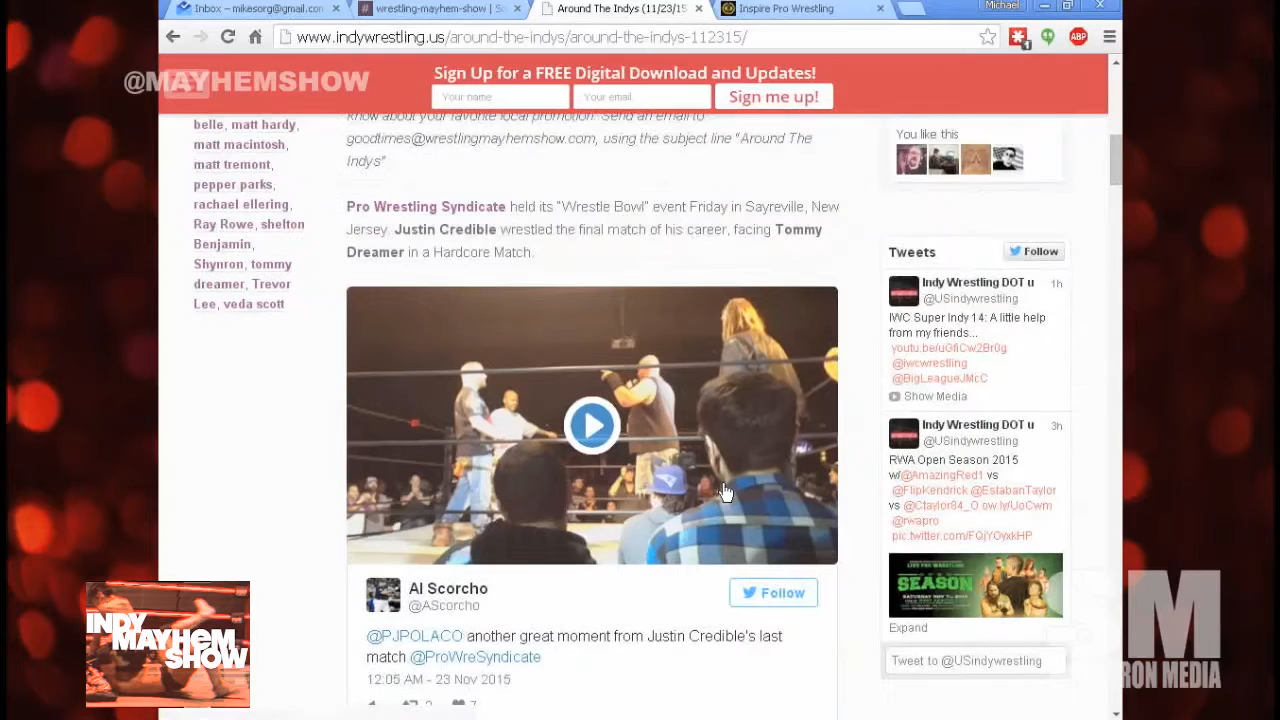 Inbox – mikesorg@gmail.con
wrestling-mayhem-show | S
Around The Indys (11/23/15
Inspire Pro Wrestling
Michael
www.indywrestling.us/around-the-indys/around-the-indys-112315/
@MAYHEMSHOW
Sign Up for a FREE Digital Download and Updates!
Your name
Your email
Sign me up!
belle, matt hardy,
matt macintosh,
matt tremont,
pepper parks,
rachael ellering,
Ray Rowe, shelton
Benjamin,
Shynron, tommy
dreamer, Trevor
Lee, veda scott
know about your favorite local promotion. Send an email to
goodtimes@wrestlingmayhemshow.com, using the subject line "Around The
Indys"
Pro Wrestling Syndicate held its "Wrestle Bowl" event Friday in Sayreville, New
Jersey. Justin Credible wrestled the final match of his career, facing Tommy
Dreamer in a Hardcore Match.
Al Scorcho
@AScorcho
Follow
@PJPOLACO another great moment from Justin Credible's last
match @ProWreSyndicate
12:05 AM - 23 Nov 2015
You like this
Tweets
Follow
Indy Wrestling DOT u 1h
@USindywrestling
IWC Super Indy 14: A little help
from my friends...
youtu.be/uGfiCw2Br0g
@iwcwrestling
@BigLeagueJMcC
Show Media
Indy Wrestling DOT u 3h
@USindywrestling
RWA Open Season 2015
w/@AmazingRed1 vs
@FlipKendrick @EstabanTaylor
vs @Ctaylor84_O ow.ly/UoCwm
@rwapro
pic.twitter.com/FQjYOyxkHP
SEASON
Expand
Tweet to @USindywrestling
INDY
MAYHEM
SHOW
M
RON MEDIA